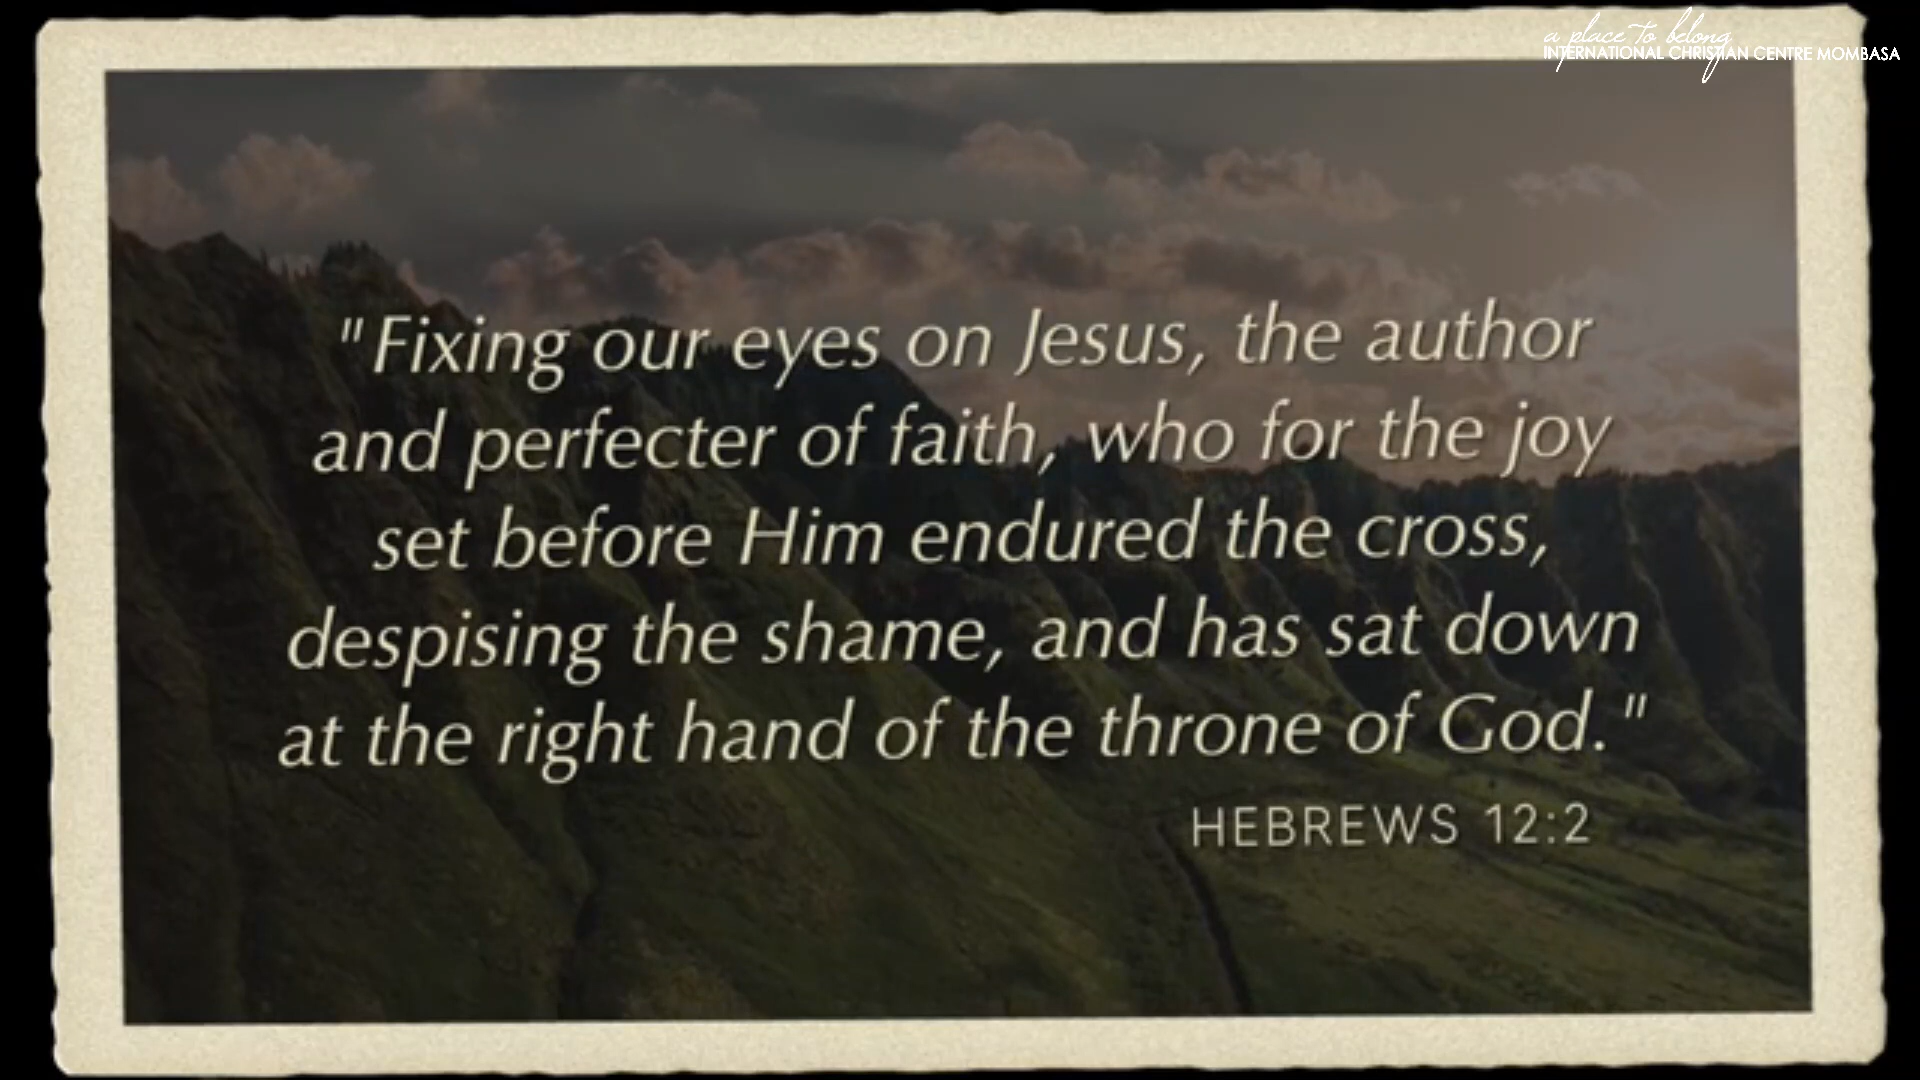 a place to belong
INTERNATIONAL CHRISTIAN CENTRE MOMBASA
"Fixing our eyes on Jesus, the author
and perfecter of faith, who for the joy
set before Him endured the cross,
despising the shame, and has sat down
at the right hand of the throne of God."
HEBREWS 12:2